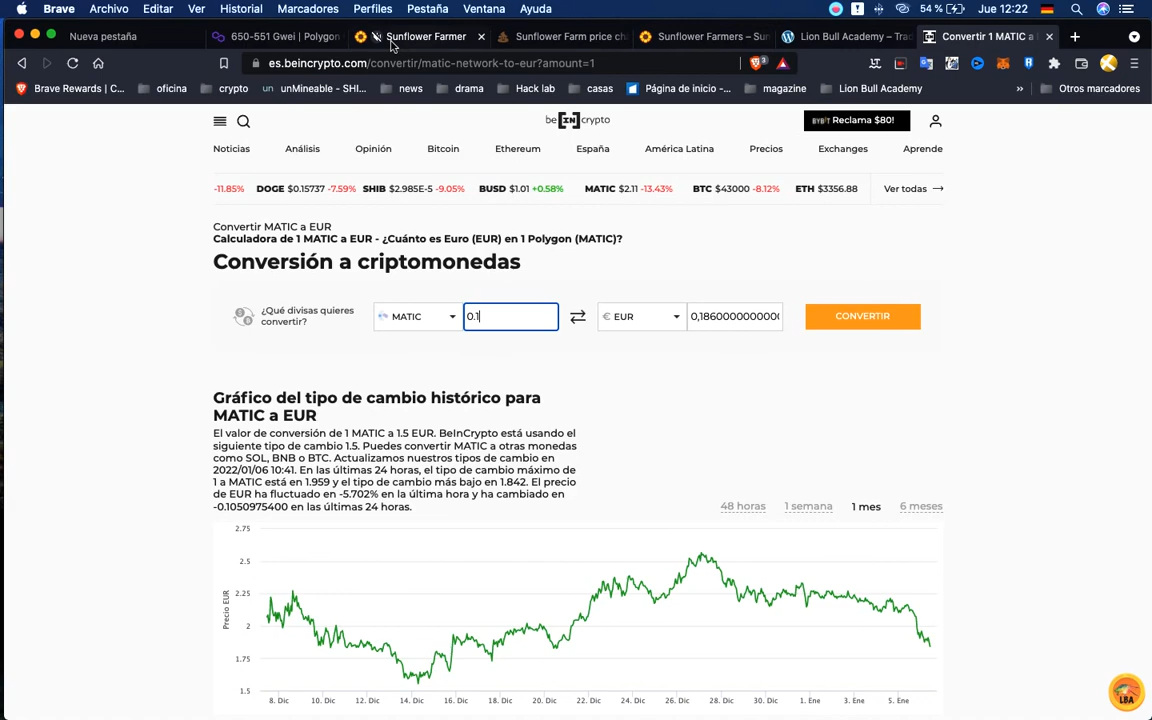 Brave Archivo Editar Ver Historial Marcadores Perfiles Pestaña Ventana Ayuda 54 % Jue 12:22
Nueva pestaña 650-551 Gwei | Polygon Sunflower Farmer Sunflower Farm price ch Sunflower Farmers – Sun Lion Bull Academy – Trad Convertir 1 MATIC a E
es.beincrypto.com/convertir/matic-network-to-eur?amount=1
Brave Rewards | C... oficina crypto un unMineable - SHI... news drama Hack lab casas Página de inicio -... magazine Lion Bull Academy » Otros marcadores
be[IN]crypto BYBIT Reclama $80!
Noticias Análisis Opinión Bitcoin Ethereum España América Latina Precios Exchanges Aprende
-11.85% DOGE $0.15737 -7.59% SHIB $2.985E-5 -9.05% BUSD $1.01 +0.58% MATIC $2.11 -13.43% BTC $43000 -8.12% ETH $3356.88 Ver todas →
Convertir MATIC a EUR
Calculadora de 1 MATIC a EUR - ¿Cuánto es Euro (EUR) en 1 Polygon (MATIC)?
Conversión a criptomonedas
¿Qué divisas quieres
convertir?
MATIC 0.1 € EUR 0,1860000000000 CONVERTIR
Gráfico del tipo de cambio histórico para
MATIC a EUR
El valor de conversión de 1 MATIC a 1.5 EUR. BeInCrypto está usando el
siguiente tipo de cambio 1.5. Puedes convertir MATIC a otras monedas
como SOL, BNB o BTC. Actualizamos nuestros tipos de cambio en
2022/01/06 10:41. En las últimas 24 horas, el tipo de cambio máximo de
1 a MATIC está en 1.959 y el tipo de cambio más bajo en 1.842. El precio
de EUR ha fluctuado en -5.702% en la última hora y ha cambiado en
-0.1050975400 en las últimas 24 horas.
48 horas 1 semana 1 mes 6 meses
2.75
2.5
2.25
2
1.75
1.5
Precio EUR
8. Dic 10. Dic 12. Dic 14. Dic 16. Dic 18. Dic 20. Dic 22. Dic 24. Dic 26. Dic 28. Dic 30. Dic 1. Ene 3. Ene 5. Ene
LBA